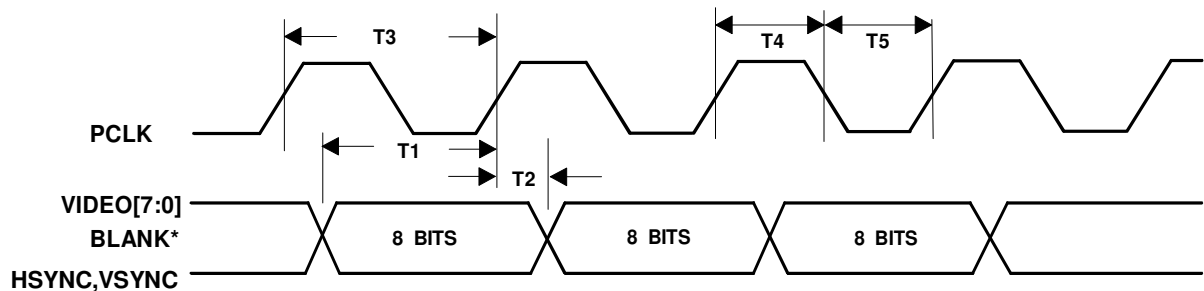 T3
T4
T5
PCLK
T1
T2
VIDEO[7:0]
BLANK*
8 BITS
8 BITS
8 BITS
HSYNC,VSYNC